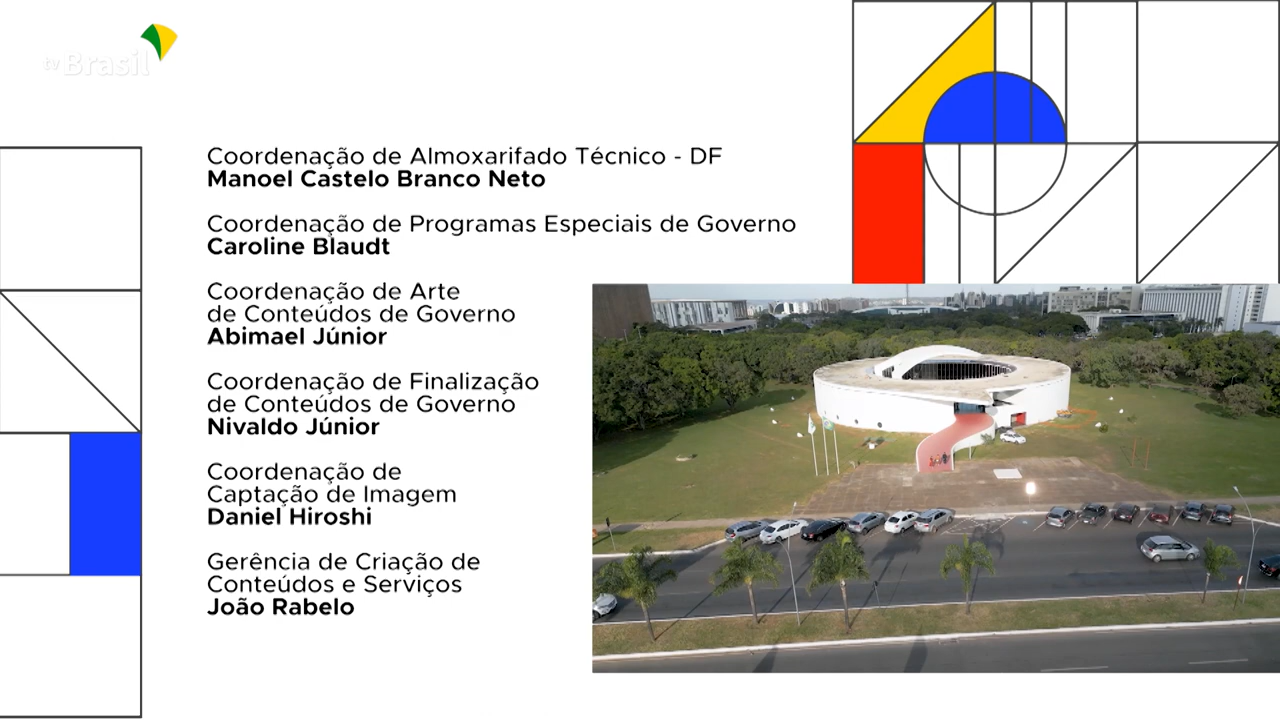 tv Brasil
Coordenação de Almoxarifado Técnico - DF
Manoel Castelo Branco Neto
Coordenação de Programas Especiais de Governo
Caroline Blaudt
Coordenação de Arte
de Conteúdos de Governo
Abimael Júnior
Coordenação de Finalização
de Conteúdos de Governo
Nivaldo Júnior
Coordenação de
Captação de Imagem
Daniel Hiroshi
Gerência de Criação de
Conteúdos e Serviços
João Rabelo